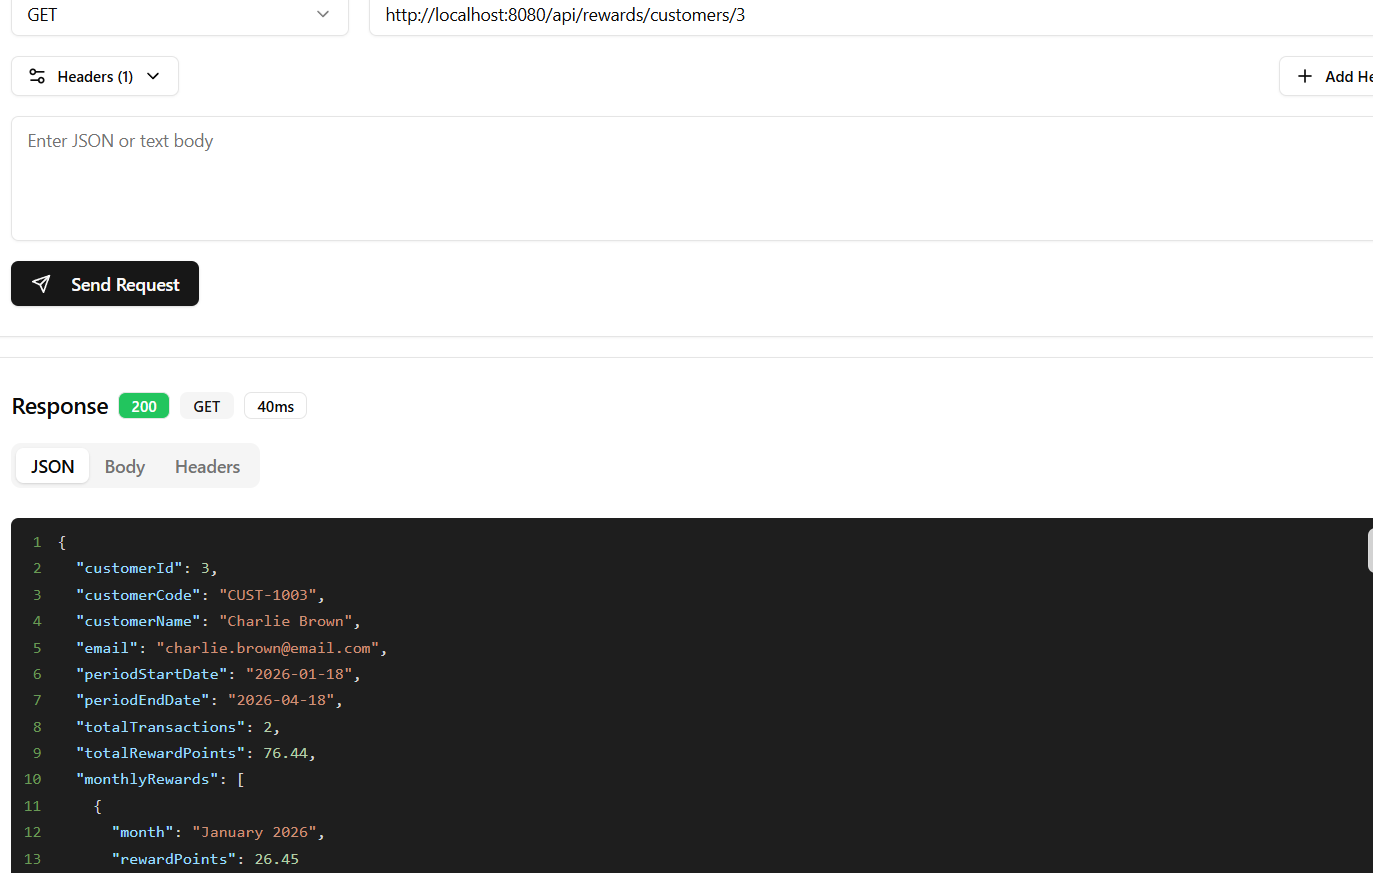 GET
http://localhost:8080/api/rewards/customers/3
Headers (1)
Add He
Enter JSON or text body
Send Request
Response 200 GET 40ms
JSON Body Headers
1 {
2 "customerId": 3,
3 "customerCode": "CUST-1003",
4 "customerName": "Charlie Brown",
5 "email": "charlie.brown@email.com",
6 "periodStartDate": "2026-01-18",
7 "periodEndDate": "2026-04-18",
8 "totalTransactions": 2,
9 "totalRewardPoints": 76.44,
10 "monthlyRewards": [
11 {
12 "month": "January 2026",
13 "rewardPoints": 26.45